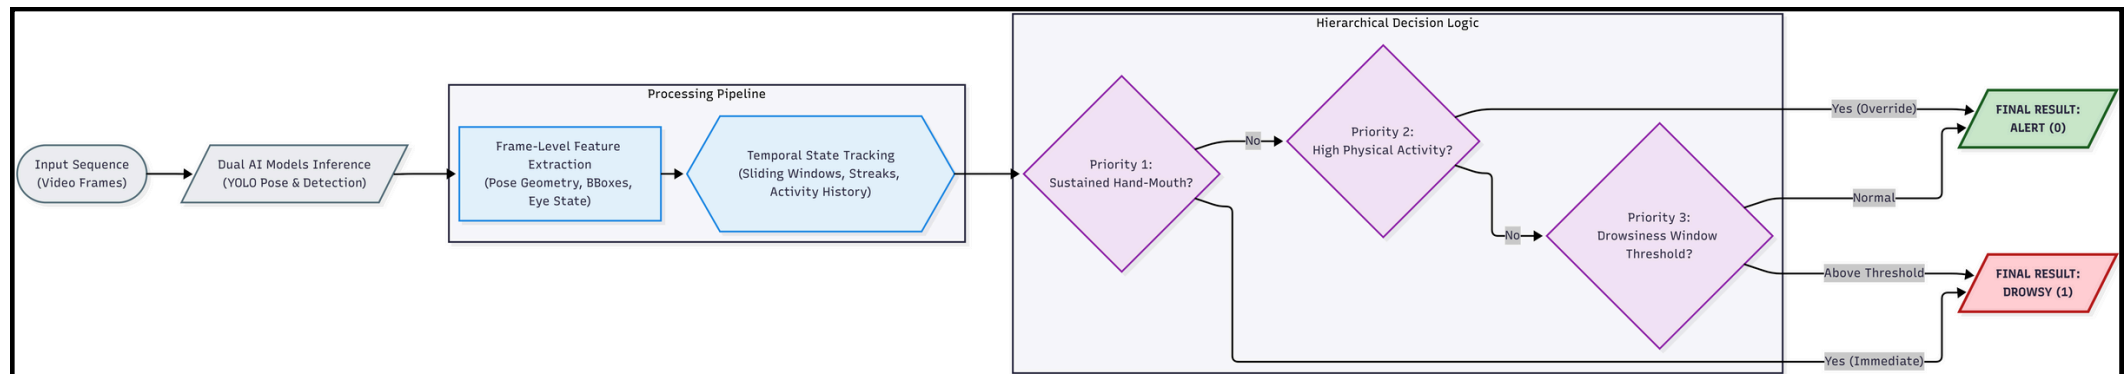 Input Sequence
(Video Frames)
Dual AI Models Inference
(YOLO Pose & Detection)
Processing Pipeline
Frame-Level Feature
Extraction
(Pose Geometry, BBoxes,
Eye State)
Temporal State Tracking
(Sliding Windows, Streaks,
Activity History)
Hierarchical Decision Logic
Priority 1:
Sustained Hand-Mouth?
No
Priority 2:
High Physical Activity?
No
Priority 3:
Drowsiness Window
Threshold?
Yes (Override)
Normal
Above Threshold
Yes (Immediate)
FINAL RESULT:
ALERT (0)
FINAL RESULT:
DROWSY (1)